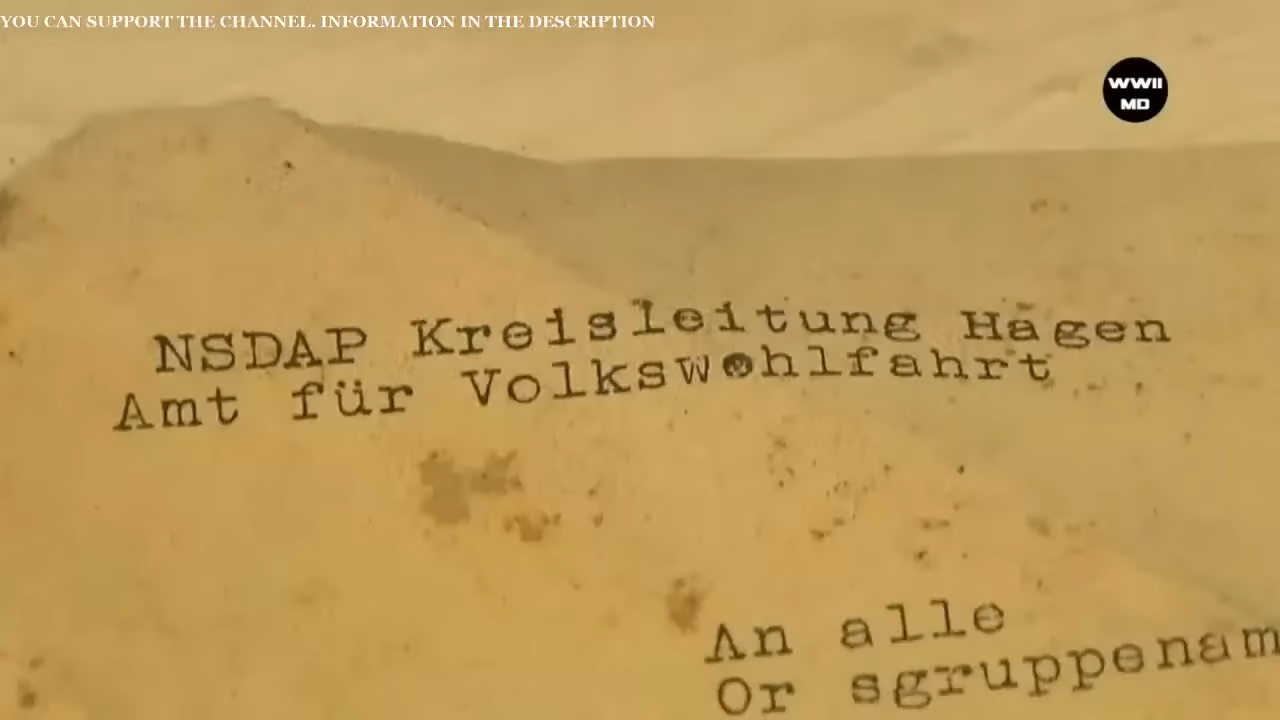 YOU CAN SUPPORT THE CHANNEL. INFORMATION IN THE DESCRIPTION
WWII
MD
NSDAP Kreisleitung Hagen
Amt für Volkswohlfahrt
An alle
Or sgruppenam